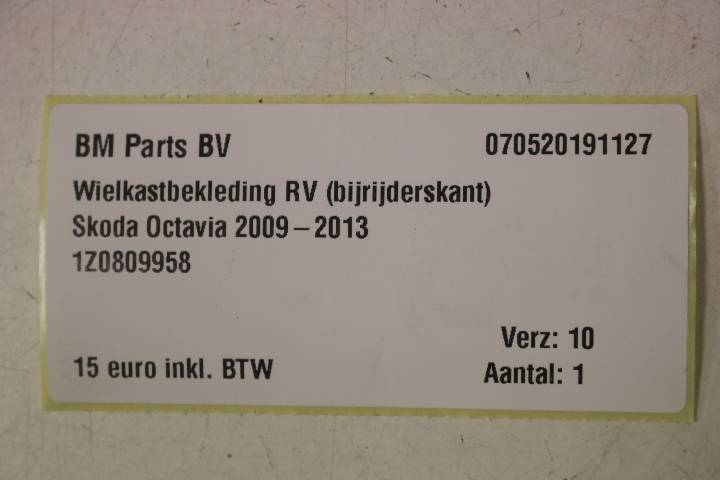 BM Parts BV 070520191127
Wielkastbekleding RV (bijrijderskant)
Skoda Octavia 2009 – 2013
1Z0809958
Verz: 10
15 euro inkl. BTW Aantal: 1